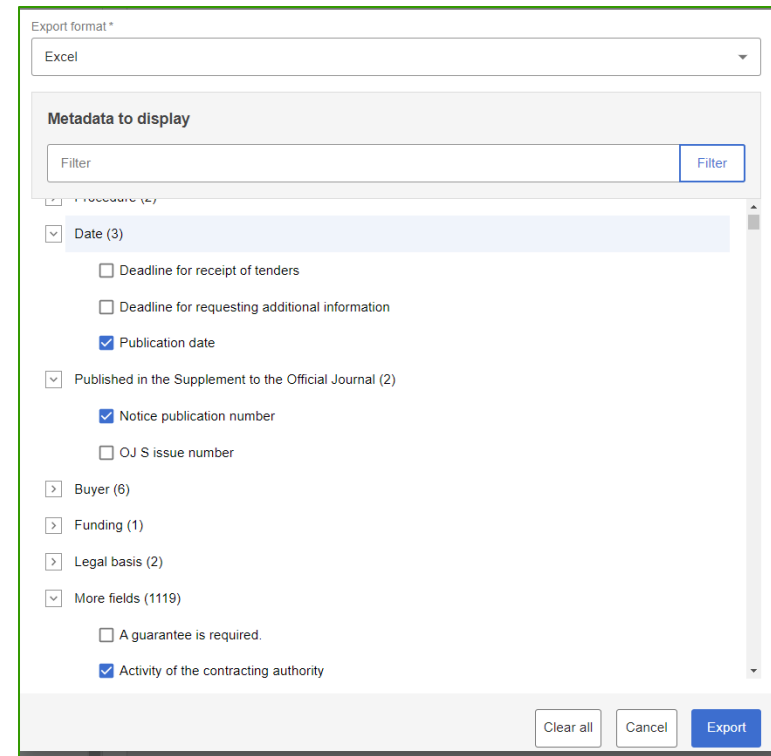 Export format *
Excel
Metadata to display
Filter
Filter
Procedure (2)
Date (3)
Deadline for receipt of tenders
Deadline for requesting additional information
Publication date
Published in the Supplement to the Official Journal (2)
Notice publication number
OJ S issue number
Buyer (6)
Funding (1)
Legal basis (2)
More fields (1119)
A guarantee is required.
Activity of the contracting authority
Clear all
Cancel
Export